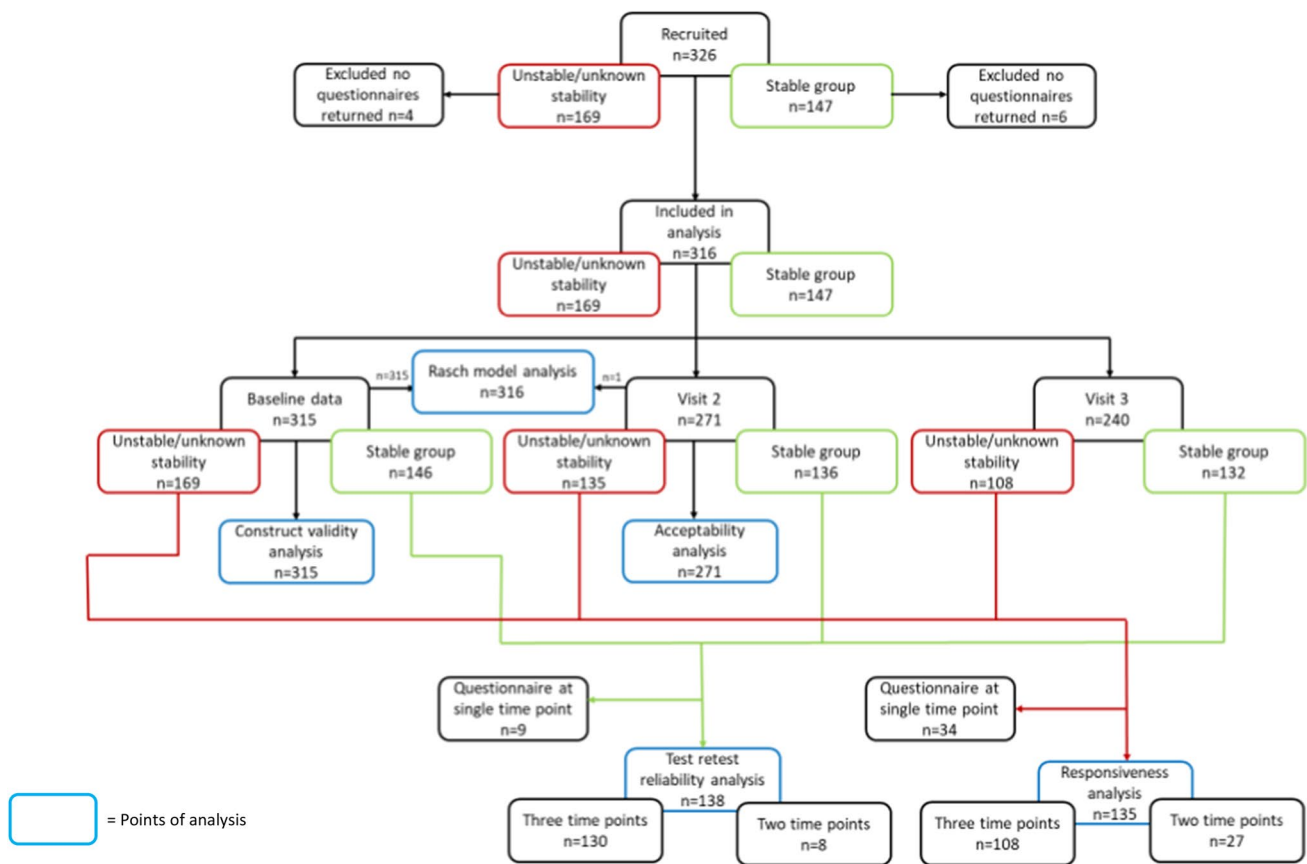 Recruited
n=326
Excluded no
questionnaires
returned n=4
Unstable/unknown
stability
n=169
Stable group
n=147
Excluded no
questionnaires
returned n=6
Included in
analysis
n=316
Unstable/unknown
stability
n=169
Stable group
n=147
Baseline data
n=315
n=315
Rasch model analysis
n=316
n=1
Visit 2
n=271
Visit 3
n=240
Unstable/unknown
stability
n=169
Stable group
n=146
Unstable/unknown
stability
n=135
Stable group
n=136
Unstable/unknown
stability
n=108
Stable group
n=132
Construct validity
analysis
n=315
Acceptability
analysis
n=271
Questionnaire at
single time point
n=9
Questionnaire at
single time point
n=34
Test retest
reliability analysis
n=138
Three time points
n=130
Two time points
n=8
Responsiveness
analysis
n=135
Three time points
n=108
Two time points
n=27
= Points of analysis